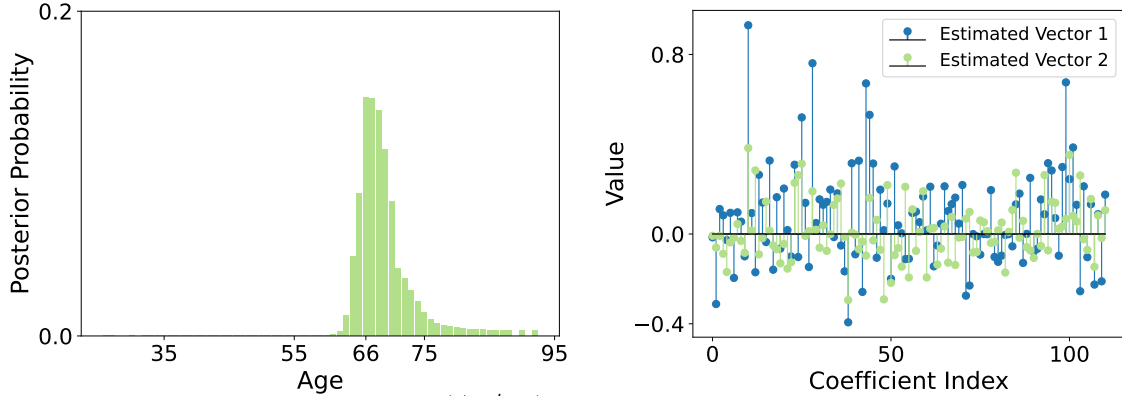 0.2
0.0
Posterior Probability
35 55 66 75 95
Age
0.8
0.0
−0.4
Value
Estimated Vector 1
Estimated Vector 2
0 50 100
Coefficient Index